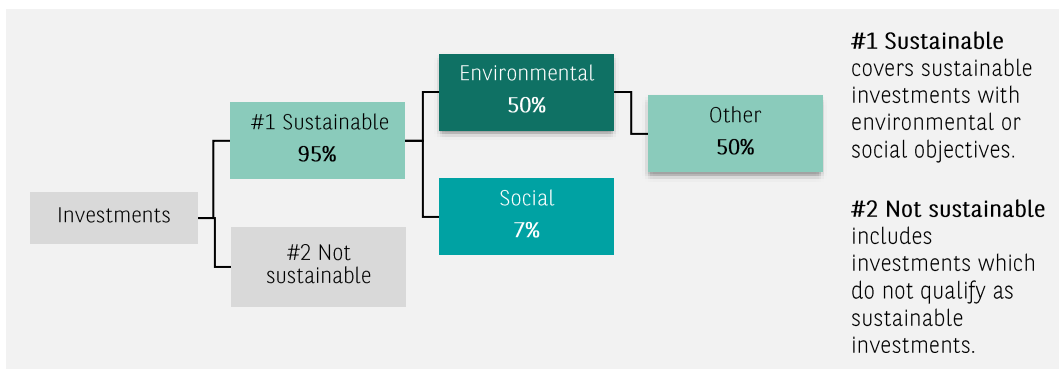 Investments
#1 Sustainable
95%
#2 Not
sustainable
Environmental
50%
Social
7%
Other
50%
#1 Sustainable
covers sustainable
investments with
environmental or
social objectives.
#2 Not sustainable
includes
investments which
do not qualify as
sustainable
investments.